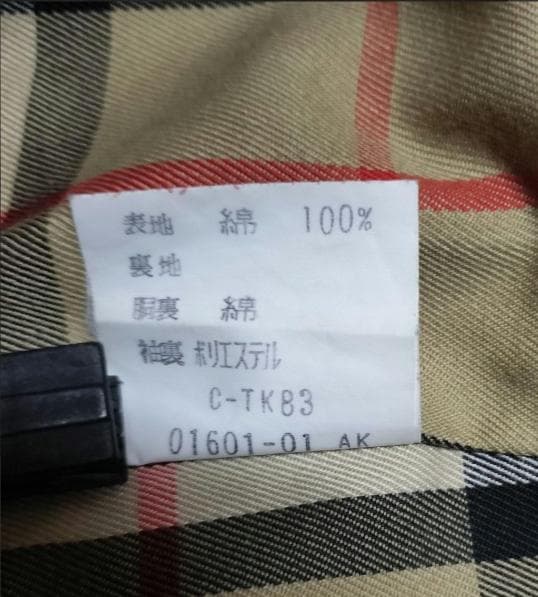 表地 綿 100%
裏地
胴裏 綿
袖裏 ポリエステル
C-TK83
01601-01 AK